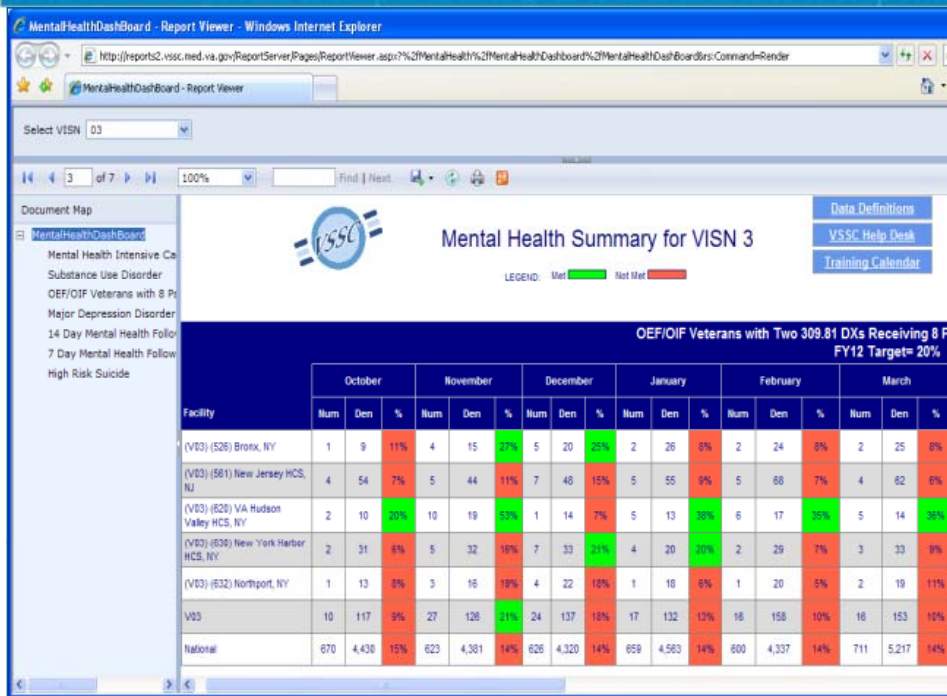 MentalHealthDashBoard - Report Viewer - Windows Internet Explorer
http://reports2.vssc.med.va.gov/ReportServer/Pages/ReportViewer.aspx?%2fMentalHealth%2fMentalHealthDashboard%2fMentalHealthDashBoard&rs:Command=Render
MentalHealthDashBoard - Report Viewer
Select VISN 03
3 of 7 100% Find | Next
Document Map
MentalHealthDashBoard
Mental Health Intensive Ca
Substance Use Disorder
OEF/OIF Veterans with 8 Ps
Major Depression Disorder
14 Day Mental Health Follow
7 Day Mental Health Follow
High Risk Suicide
VSSC
Mental Health Summary for VISN 3
LEGEND: Met Not Met
Data Definitions
VSSC Help Desk
Training Calendar
OEF/OIF Veterans with Two 309.81 DXs Receiving 8 P
FY12 Target= 20%
October November December January February March
Facility Num Den % Num Den % Num Den % Num Den % Num Den % Num Den %
(V03) (526) Bronx, NY 1 9 11% 4 15 27% 5 20 25% 2 26 8% 2 24 8% 2 25 8%
(V03) (561) New Jersey HCS, NJ 4 54 7% 5 44 11% 7 48 15% 5 55 9% 5 68 7% 4 62 6%
(V03) (620) VA Hudson Valley HCS, NY 2 10 20% 10 19 53% 1 14 7% 5 13 38% 6 17 35% 5 14 36%
(V03) (630) New York Harbor HCS, NY 2 31 6% 5 32 16% 7 33 21% 4 20 20% 2 29 7% 3 33 9%
(V03) (632) Northport, NY 1 13 8% 3 16 19% 4 22 18% 1 18 6% 1 20 5% 2 19 11%
V03 10 117 9% 27 126 21% 24 137 18% 17 132 13% 16 158 10% 16 153 10%
National 670 4,430 15% 623 4,381 14% 626 4,320 14% 659 4,563 14% 600 4,337 14% 711 5,217 14%